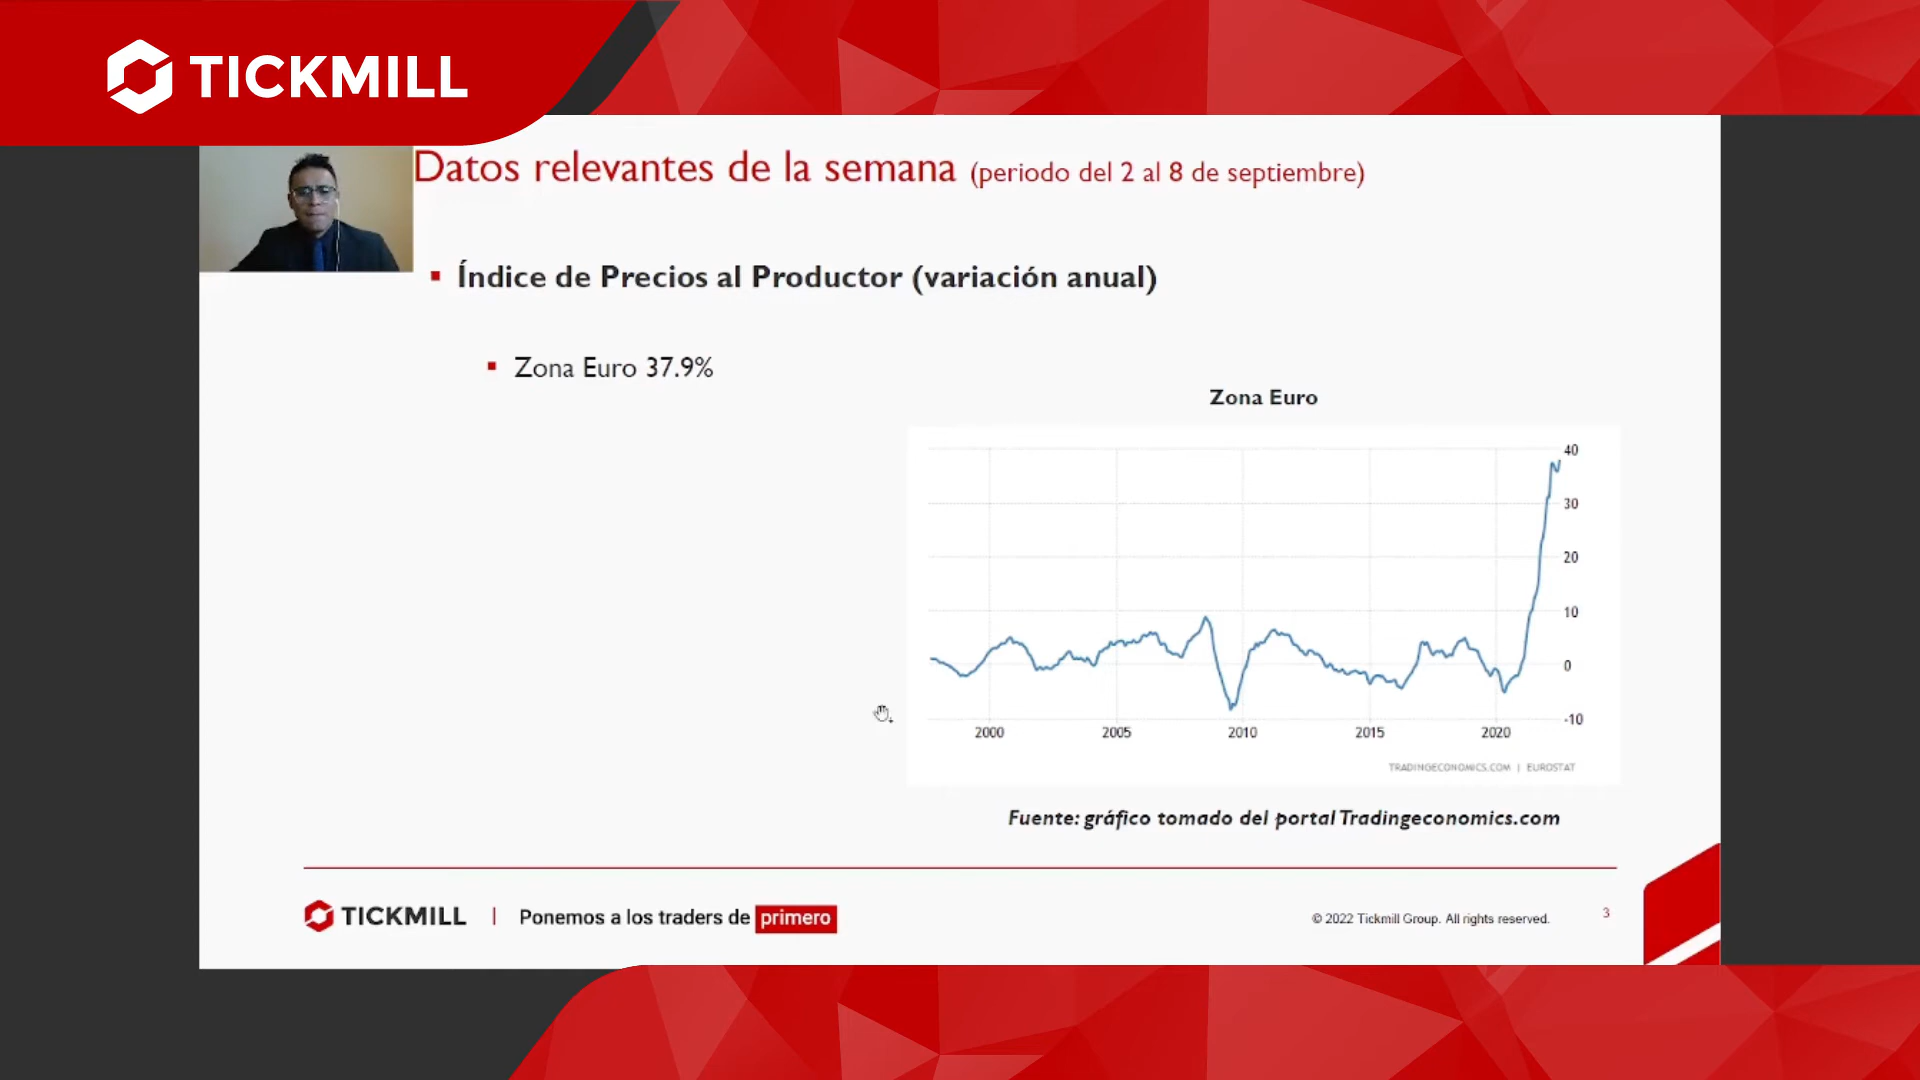 TICKMILL
Datos relevantes de la semana (periodo del 2 al 8 de septiembre)
▪ Índice de Precios al Productor (variación anual)
▪ Zona Euro 37.9%
Zona Euro
40
30
20
10
0
-10
2000 2005 2010 2015 2020
TRADINGECONOMICS.COM | EUROSTAT
Fuente: gráfico tomado del portal Tradingeconomics.com
TICKMILL | Ponemos a los traders de primero
© 2022 Tickmill Group. All rights reserved. 3